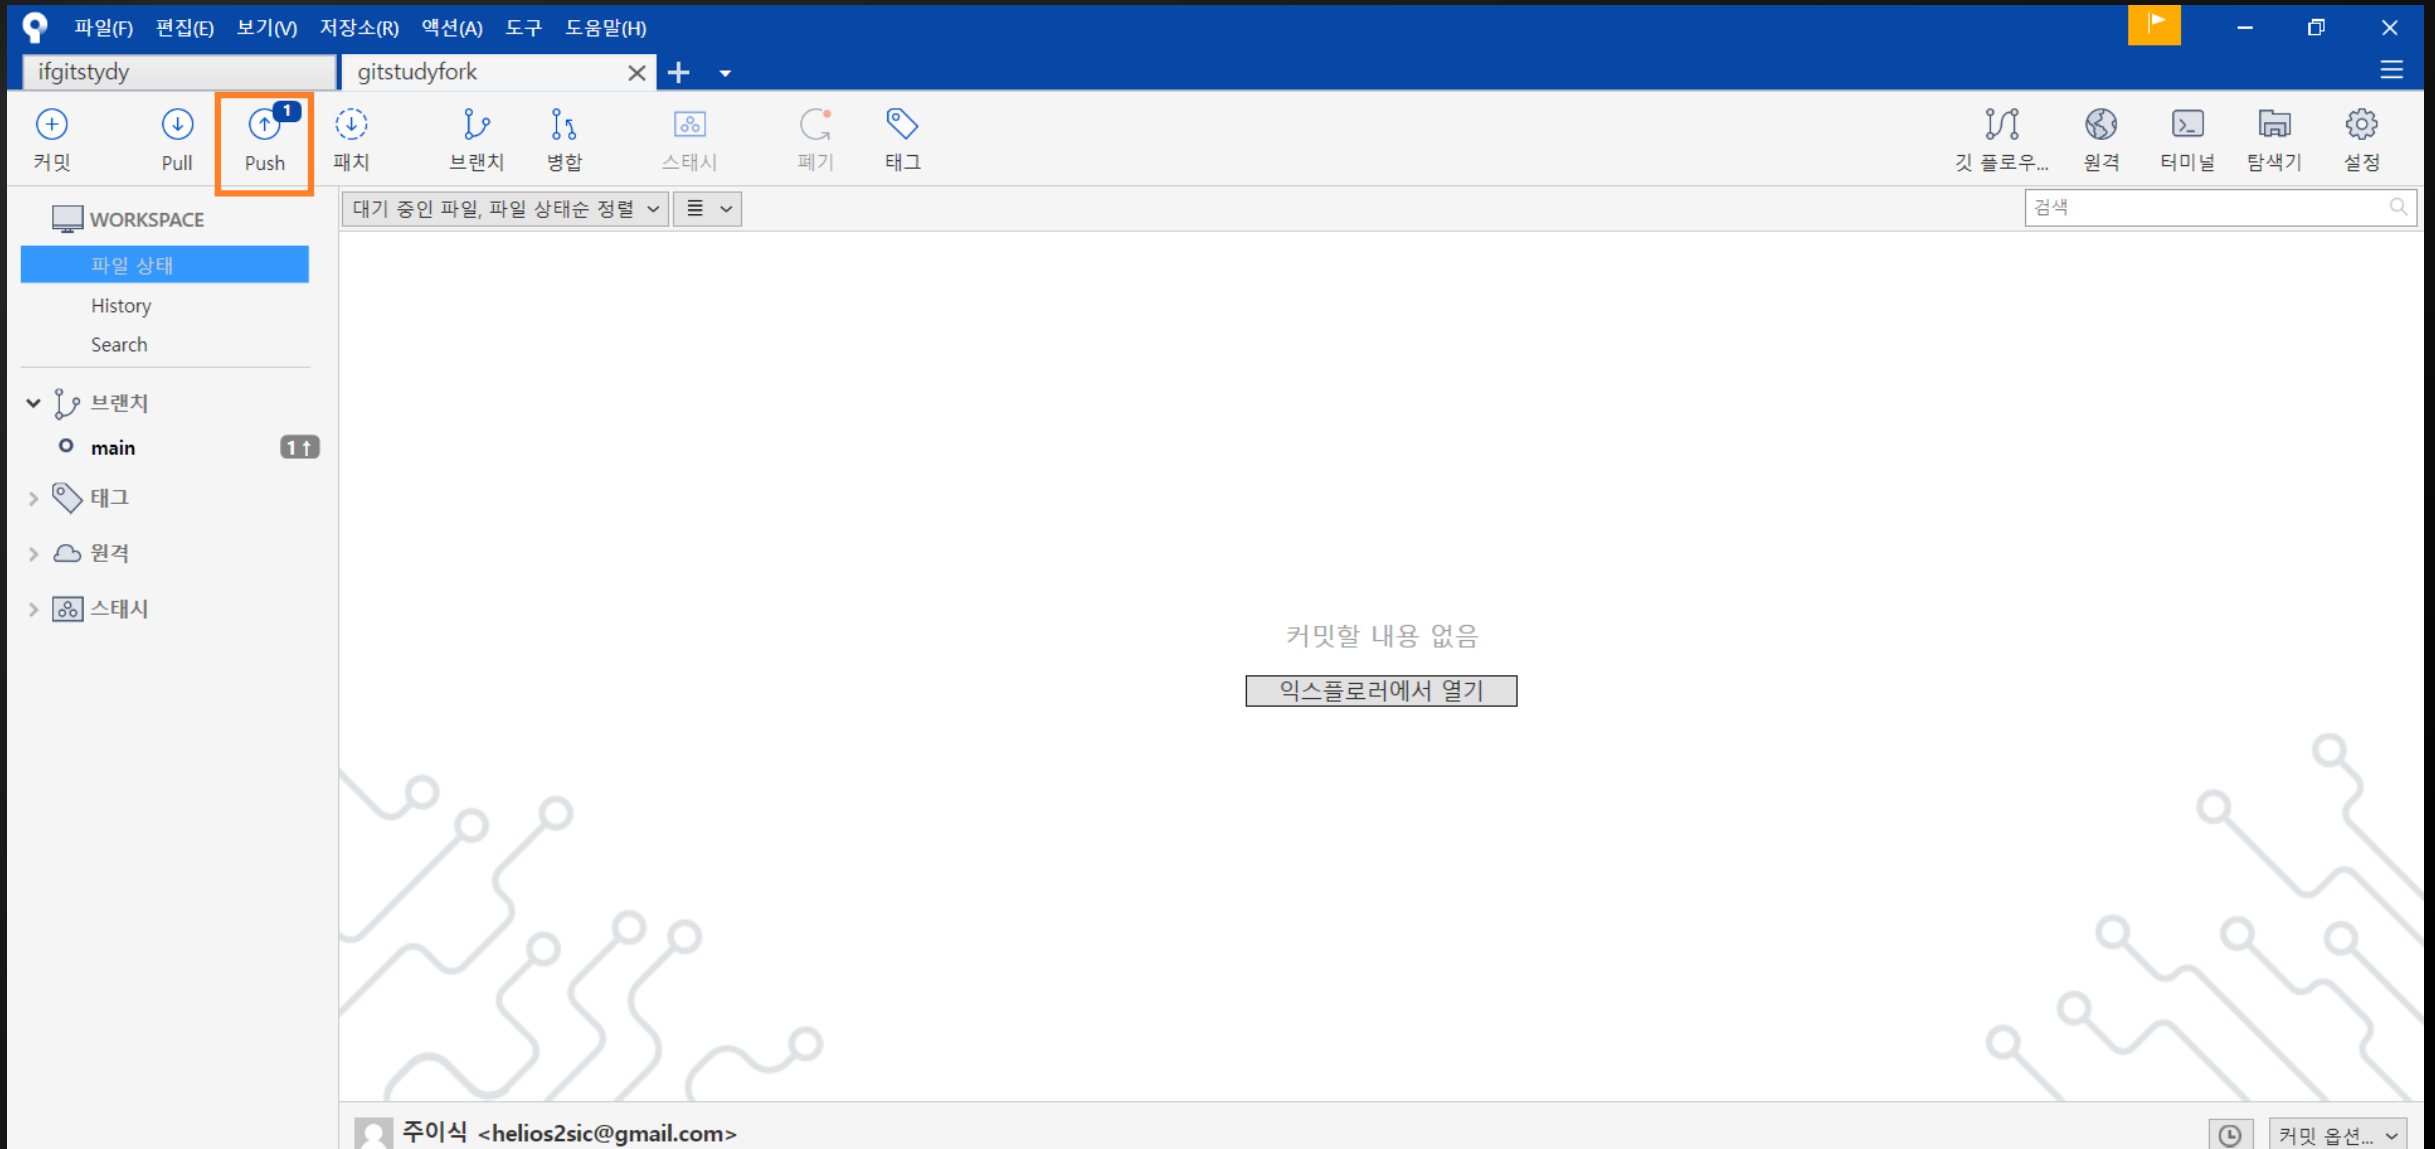 파일(F) 편집(E) 보기(V) 저장소(R) 액션(A) 도구 도움말(H)
ifgitstydy gitstudyfork
1
커밋 Pull Push 패치 브랜치 병합 스태시 폐기 태그 깃 플로우... 원격 터미널 탐색기 설정
WORKSPACE
대기 중인 파일, 파일 상태순 정렬
검색
파일 상태
History
Search
브랜치
main 1↑
태그
원격
스태시
커밋할 내용 없음
익스플로러에서 열기
주이식 <helios2sic@gmail.com>
커밋 옵션...